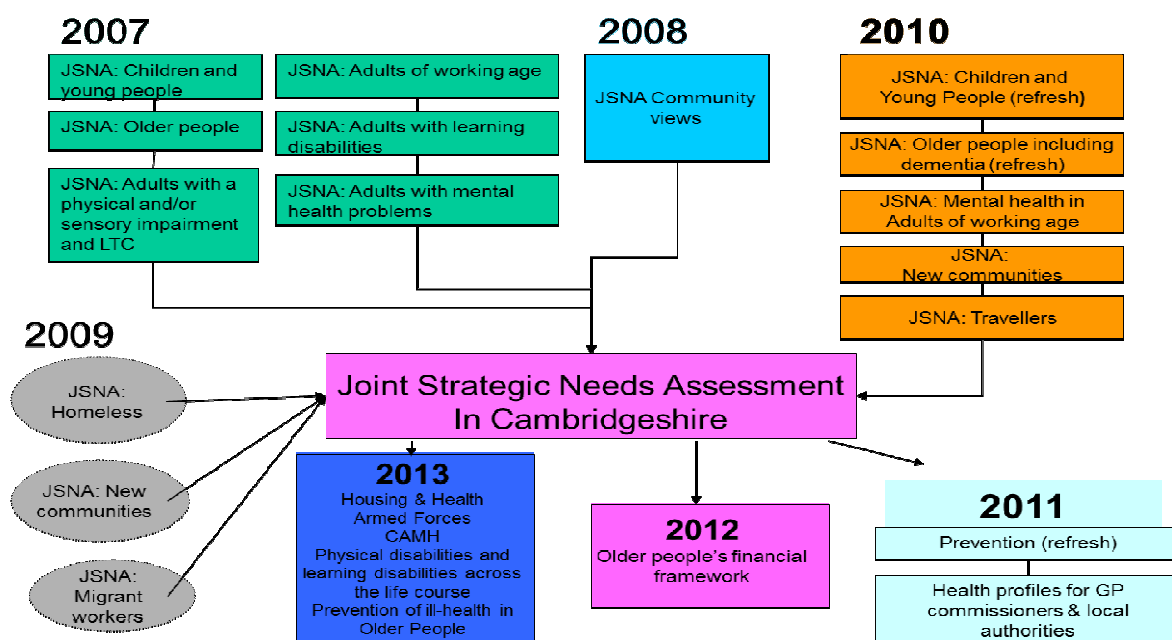 2007
JSNA: Children and
young people
JSNA: Older people
JSNA: Adults with a
physical and/or
sensory impairment
and LTC
JSNA: Adults of working age
JSNA: Adults with learning
disabilities
JSNA: Adults with mental
health problems
2008
JSNA Community
views
2010
JSNA: Children and
Young People (refresh)
JSNA: Older people including
dementia (refresh)
JSNA: Mental health in
Adults of working age
JSNA:
New communities
JSNA: Travellers
2009
JSNA:
Homeless
JSNA: New
communities
JSNA:
Migrant
workers
Joint Strategic Needs Assessment
In Cambridgeshire
2013
Housing & Health
Armed Forces
CAMH
Physical disabilities and
learning disabilities across
the life course
Prevention of ill-health in
Older People
2012
Older people's financial
framework
2011
Prevention (refresh)
Health profiles for GP
commissioners & local
authorities